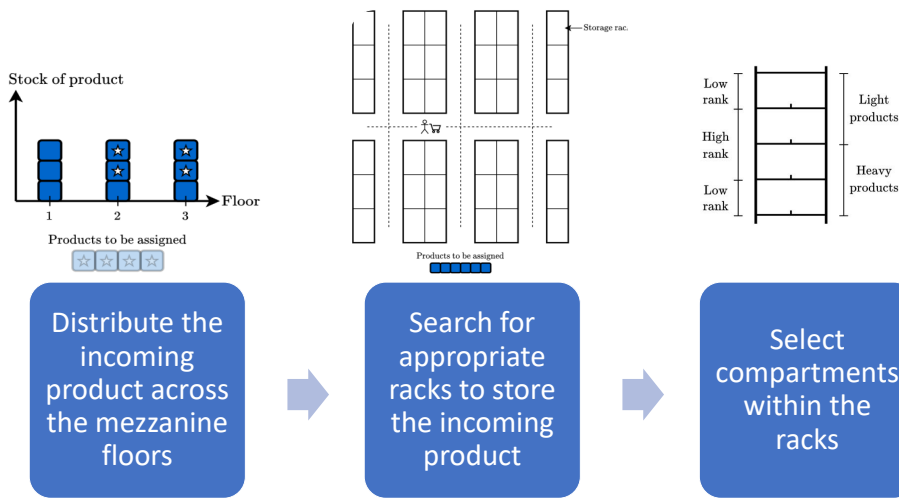 Stock of product
Floor
1
2
3
Products to be assigned
Storage rac.
Products to be assigned
Low
rank
High
rank
Low
rank
Light
products
Heavy
products
Distribute the
incoming
product across
the mezzanine
floors
Search for
appropriate
racks to store
the incoming
product
Select
compartments
within the
racks